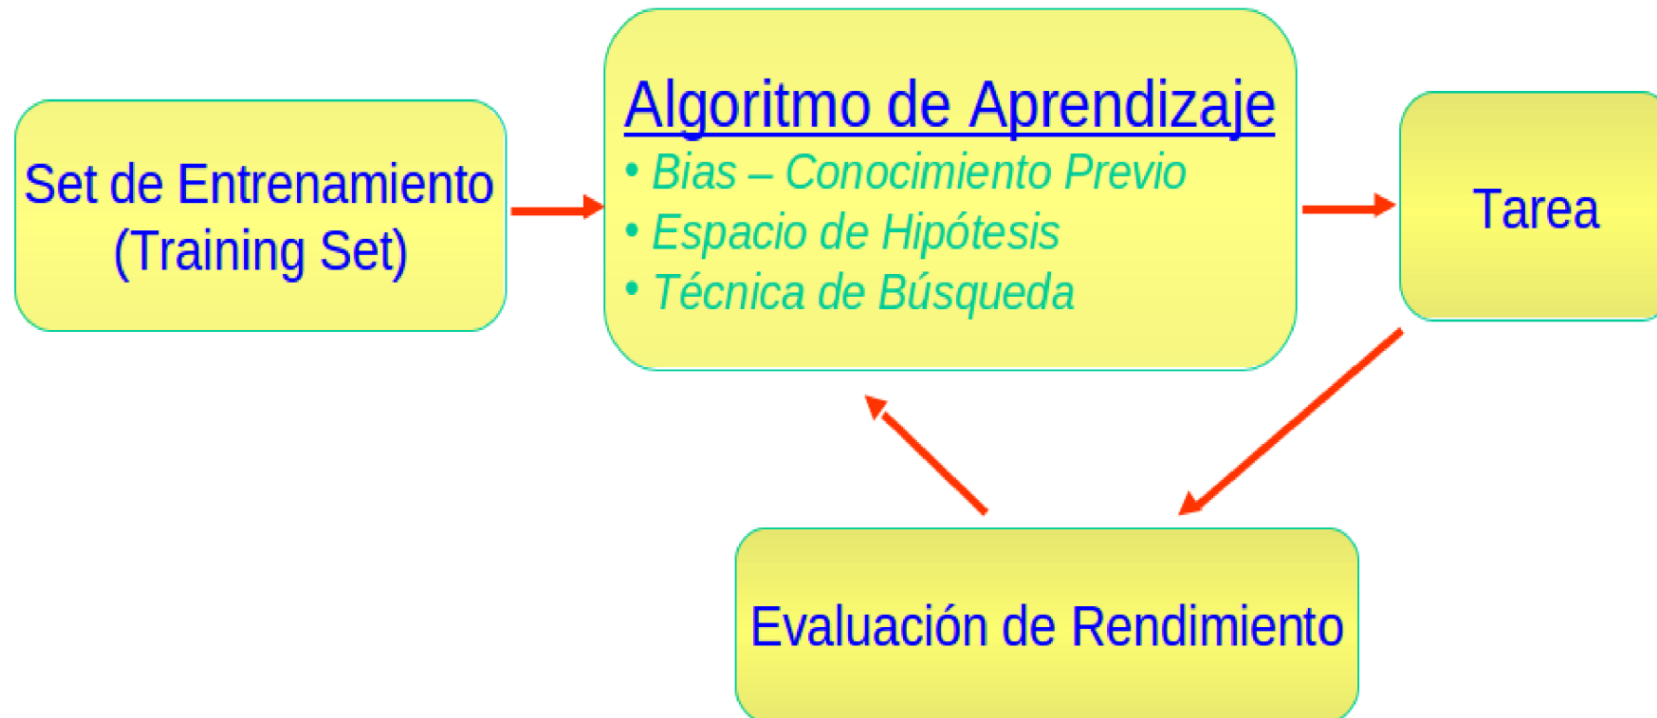 Set de Entrenamiento
(Training Set)
Algoritmo de Aprendizaje
• Bias – Conocimiento Previo
• Espacio de Hipótesis
• Técnica de Búsqueda
Tarea
Evaluación de Rendimiento